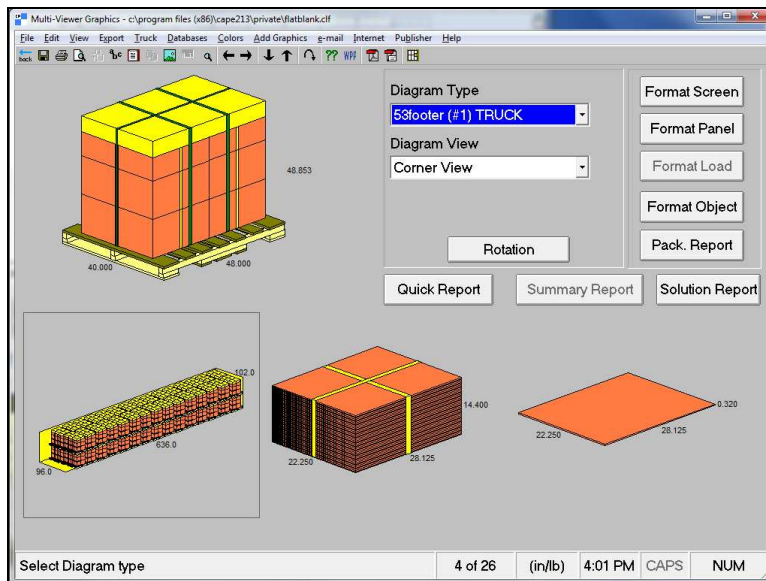 Multi-Viewer Graphics - c:\program files (x86)\cape213\private\flatblank.clf
File Edit View Export Truck Databases Colors Add Graphics e-mail Internet Publisher Help
back
abc
??
WPF
Diagram Type
53footer (#1) TRUCK
Diagram View
Corner View
Rotation
Format Screen
Format Panel
Format Load
Format Object
Pack. Report
Quick Report
Summary Report
Solution Report
48.853
40.000
48.000
102.0
636.0
96.0
14.400
22.250
28.125
0.320
22.250
28.125
Select Diagram type
4 of 26
(in/lb)
4:01 PM
CAPS
NUM